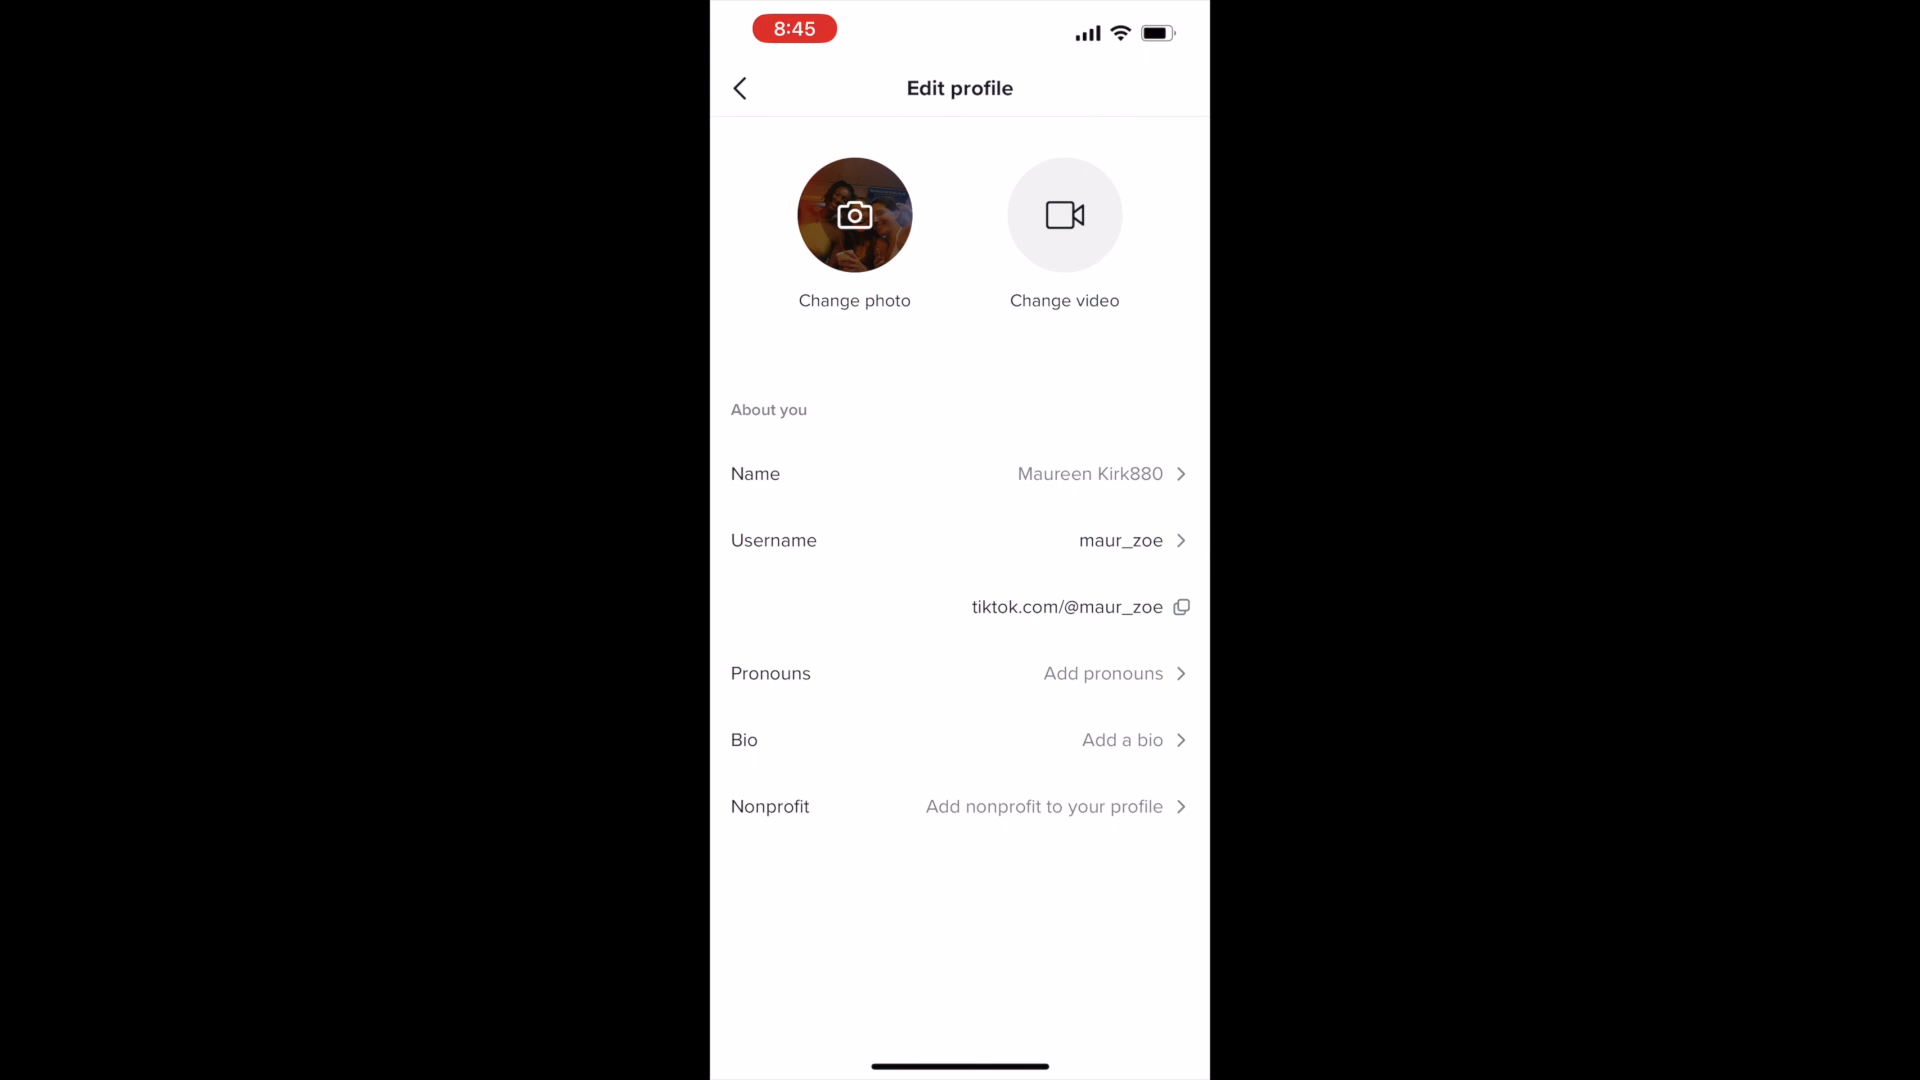 8:45
Edit profile
Change photo
Change video
About you
Name
Maureen Kirk880
Username
maur_zoe
tiktok.com/@maur_zoe
Pronouns
Add pronouns
Bio
Add a bio
Nonprofit
Add nonprofit to your profile